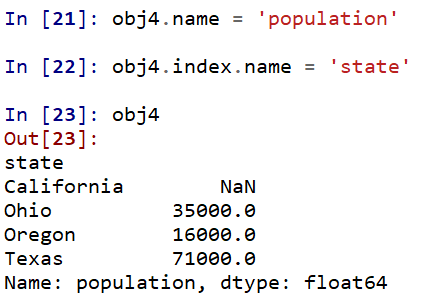 In [21]: obj4.name = 'population'
In [22]: obj4.index.name = 'state'
In [23]: obj4
Out[23]:
state
California        NaN
Ohio          35000.0
Oregon        16000.0
Texas         71000.0
Name: population, dtype: float64